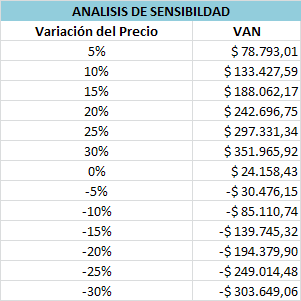 ANALISIS DE SENSIBILDAD
Variación del Precio VAN
5% $ 78.793,01
10% $ 133.427,59
15% $ 188.062,17
20% $ 242.696,75
25% $ 297.331,34
30% $ 351.965,92
0% $ 24.158,43
-5% -$ 30.476,15
-10% -$ 85.110,74
-15% -$ 139.745,32
-20% -$ 194.379,90
-25% -$ 249.014,48
-30% -$ 303.649,06